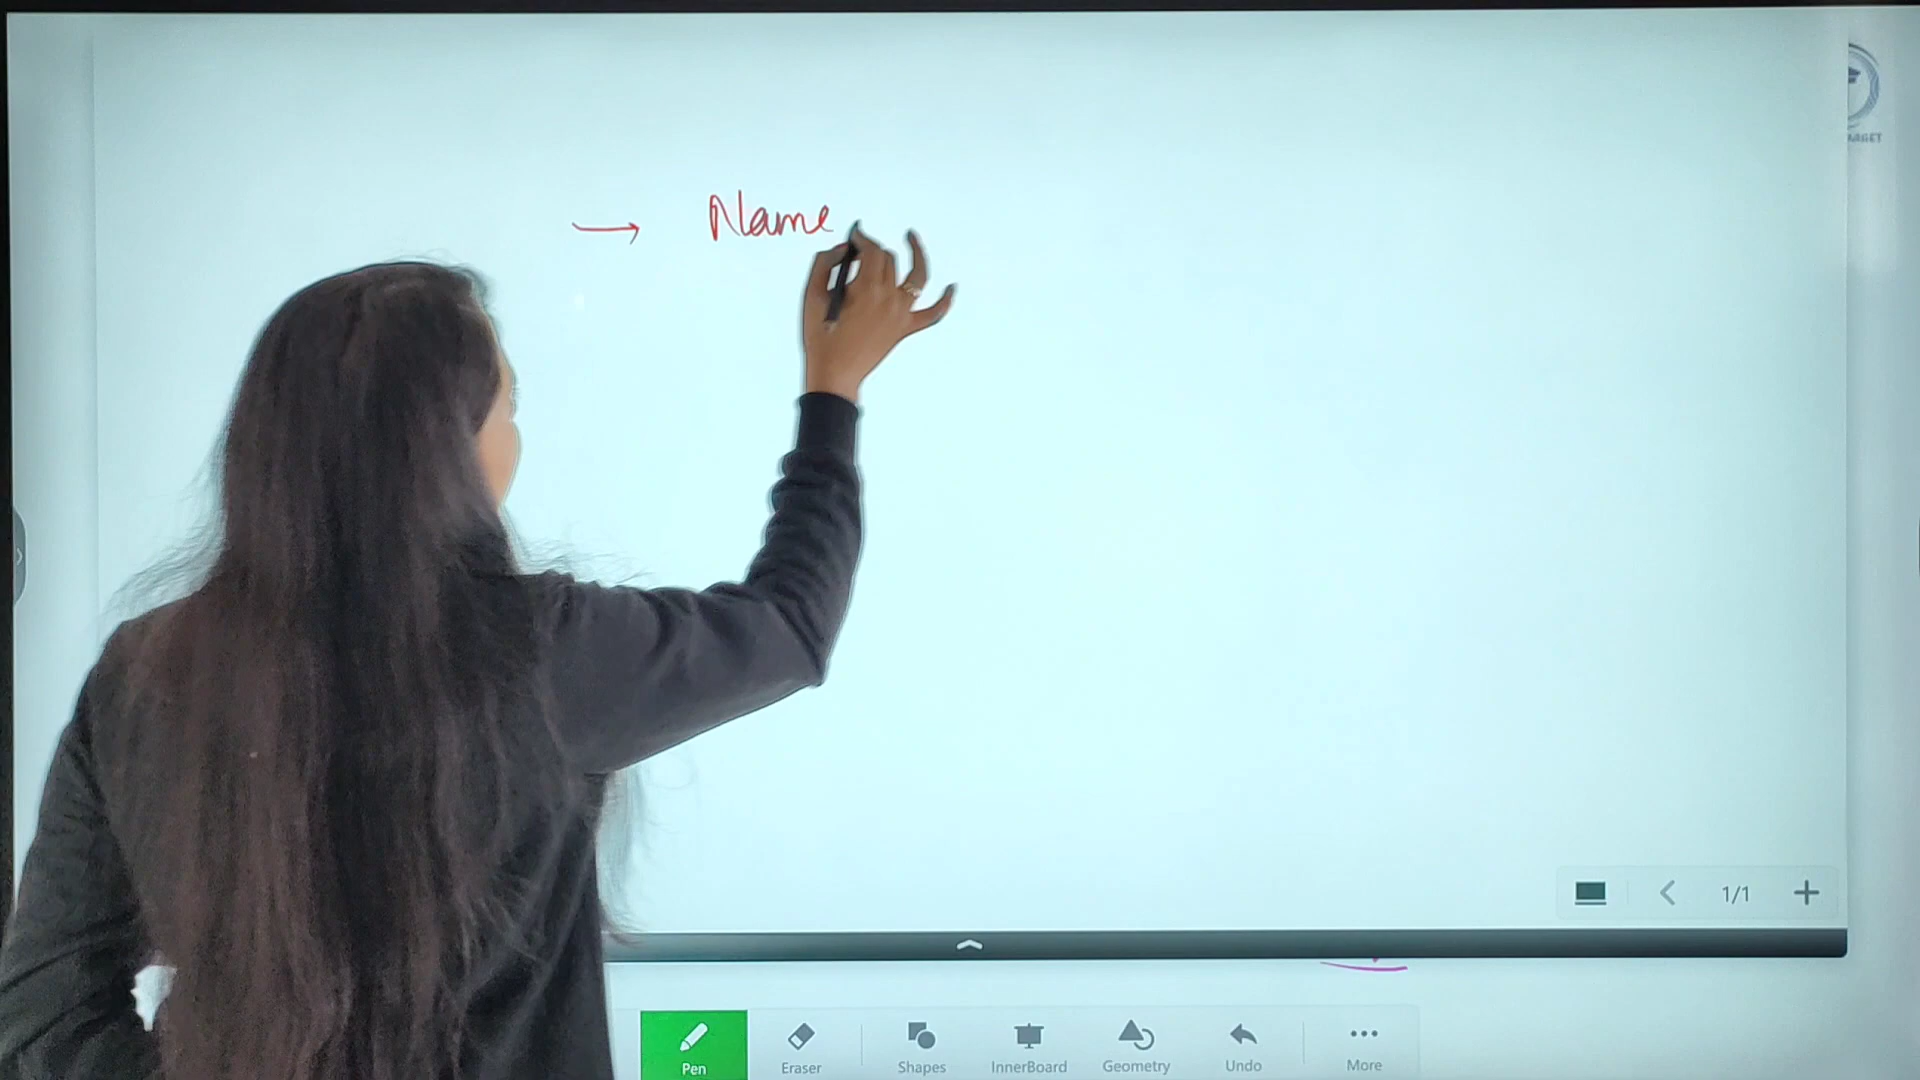 → Name
1/1
Pen Eraser Shapes InnerBoard Geometry Undo More